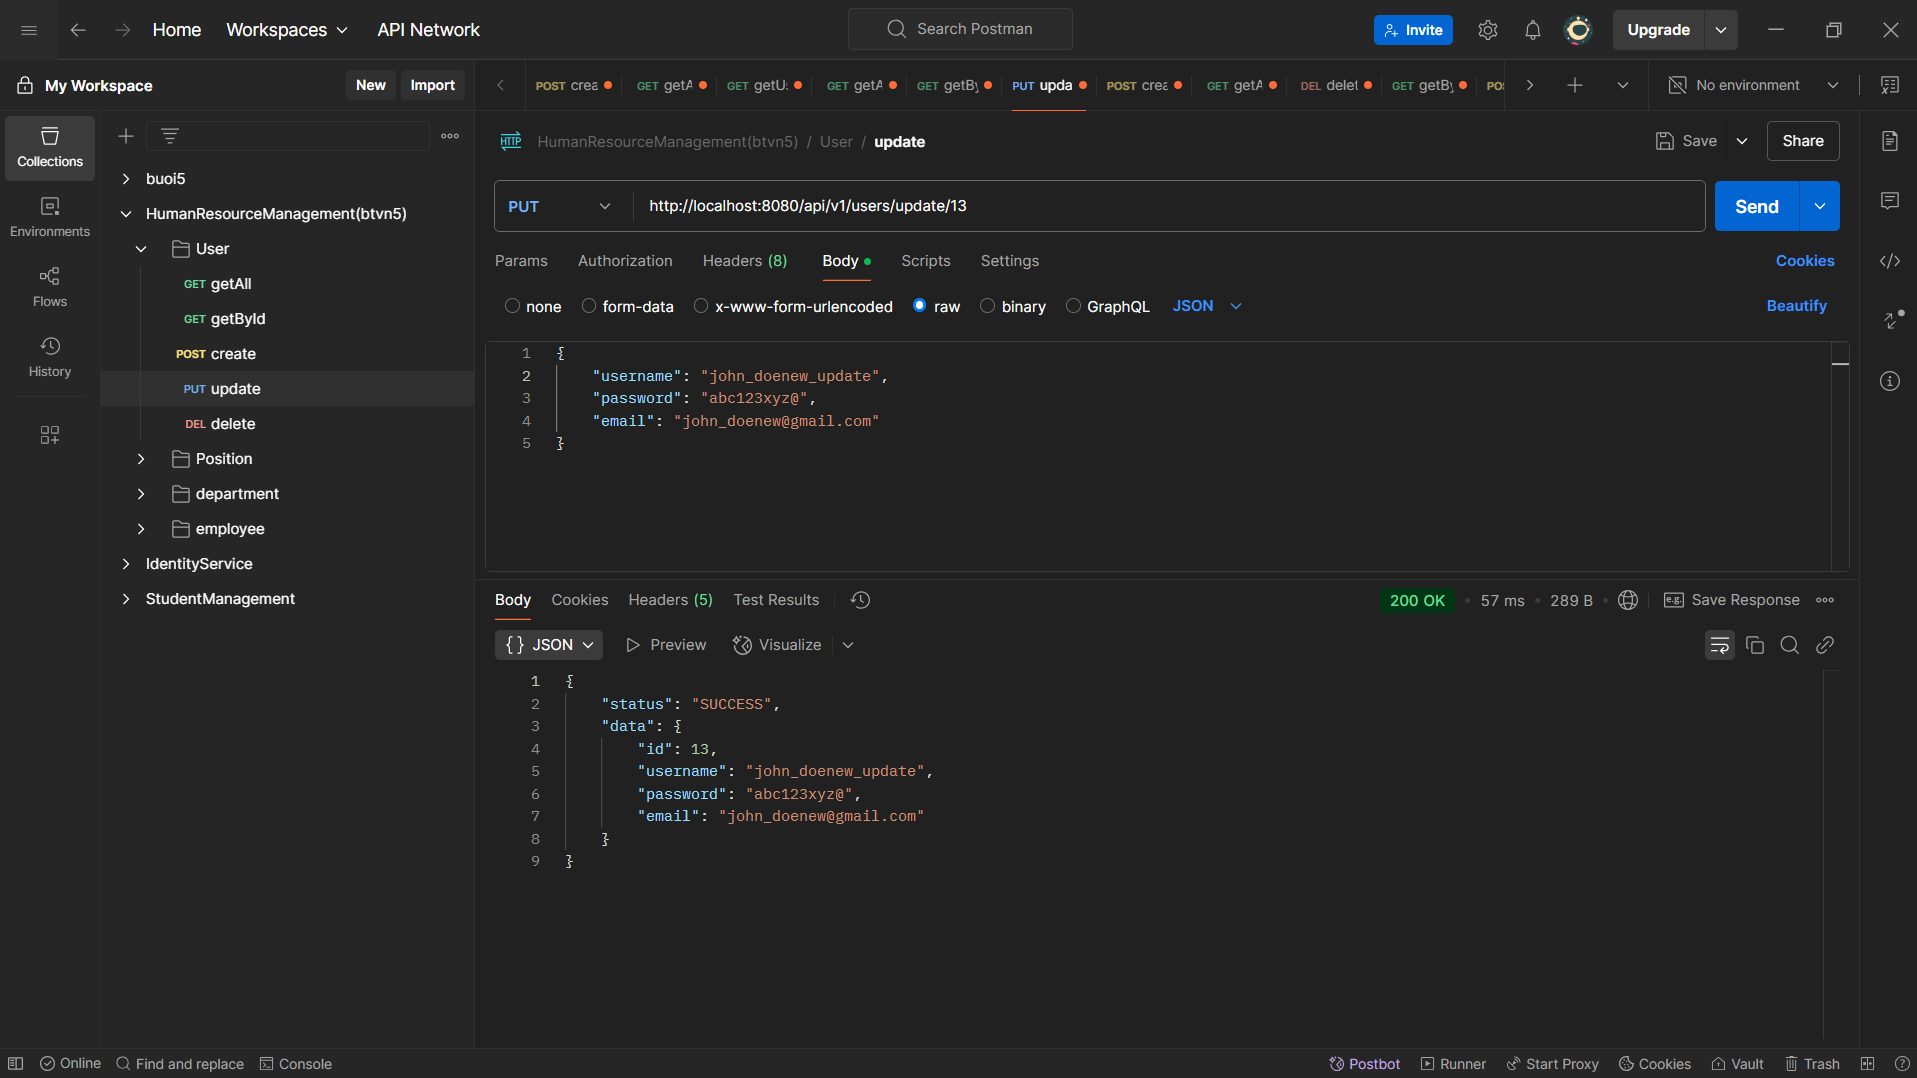 Home Workspaces API Network Search Postman Invite Upgrade
My Workspace New Import POST crea GET getA GET getU GET getA GET getBy PUT upda POST crea GET getA DEL delet GET getBy PO No environment
Collections
Environments
Flows
History
buoi5
HumanResourceManagement(btvn5)
User
GET getAll
GET getById
POST create
PUT update
DEL delete
Position
department
employee
IdentityService
StudentManagement
HTTP HumanResourceManagement(btvn5) / User / update Save Share
PUT http://localhost:8080/api/v1/users/update/13 Send
Params Authorization Headers (8) Body Scripts Settings Cookies
none form-data x-www-form-urlencoded raw binary GraphQL JSON Beautify
1 {
2 "username": "john_doenew_update",
3 "password": "abc123xyz@",
4 "email": "john_doenew@gmail.com"
5 }
Body Cookies Headers (5) Test Results 200 OK • 57 ms • 289 B • e.g. Save Response
{} JSON Preview Visualize
1 {
2 "status": "SUCCESS",
3 "data": {
4 "id": 13,
5 "username": "john_doenew_update",
6 "password": "abc123xyz@",
7 "email": "john_doenew@gmail.com"
8 }
9 }
Online Find and replace Console Postbot Runner Start Proxy Cookies Vault Trash